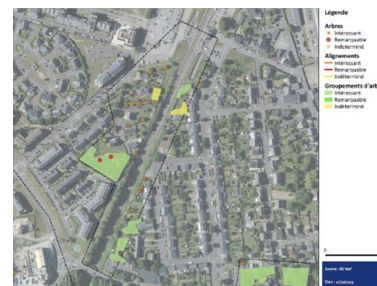 Légende
Arbres
Intéressant
Remarquable
Indéterminé
Alignements
Intéressant
Remarquable
Indéterminé
Groupements d'arb
Intéressant
Remarquable
Indéterminé